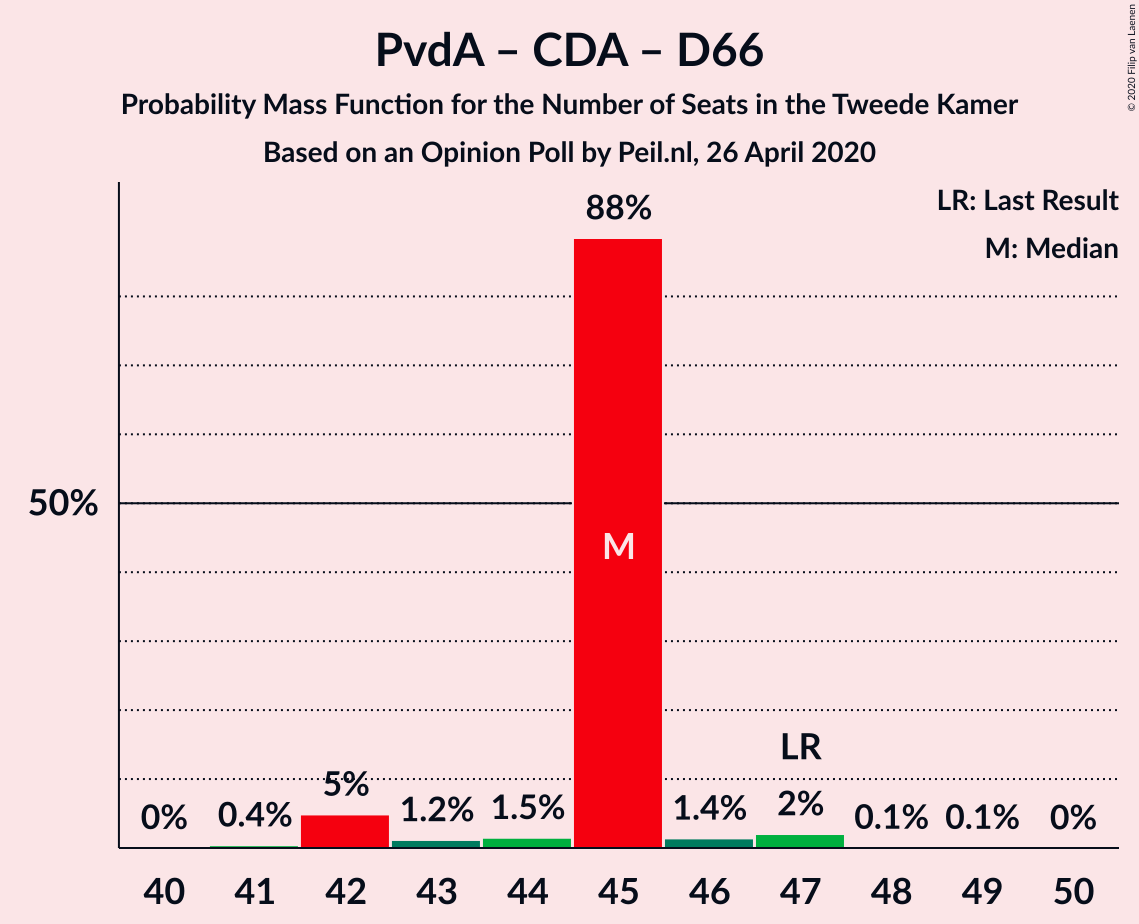 PvdA – CDA – D66
Probability Mass Function for the Number of Seats in the Tweede Kamer
Based on an Opinion Poll by Peil.nl, 26 April 2020
© 2020 Filip van Laenen
LR: Last Result
M: Median
88%
50%
M
LR
0% 0.4% 5% 1.2% 1.5% 1.4% 2% 0.1% 0.1% 0%
40 41 42 43 44 45 46 47 48 49 50